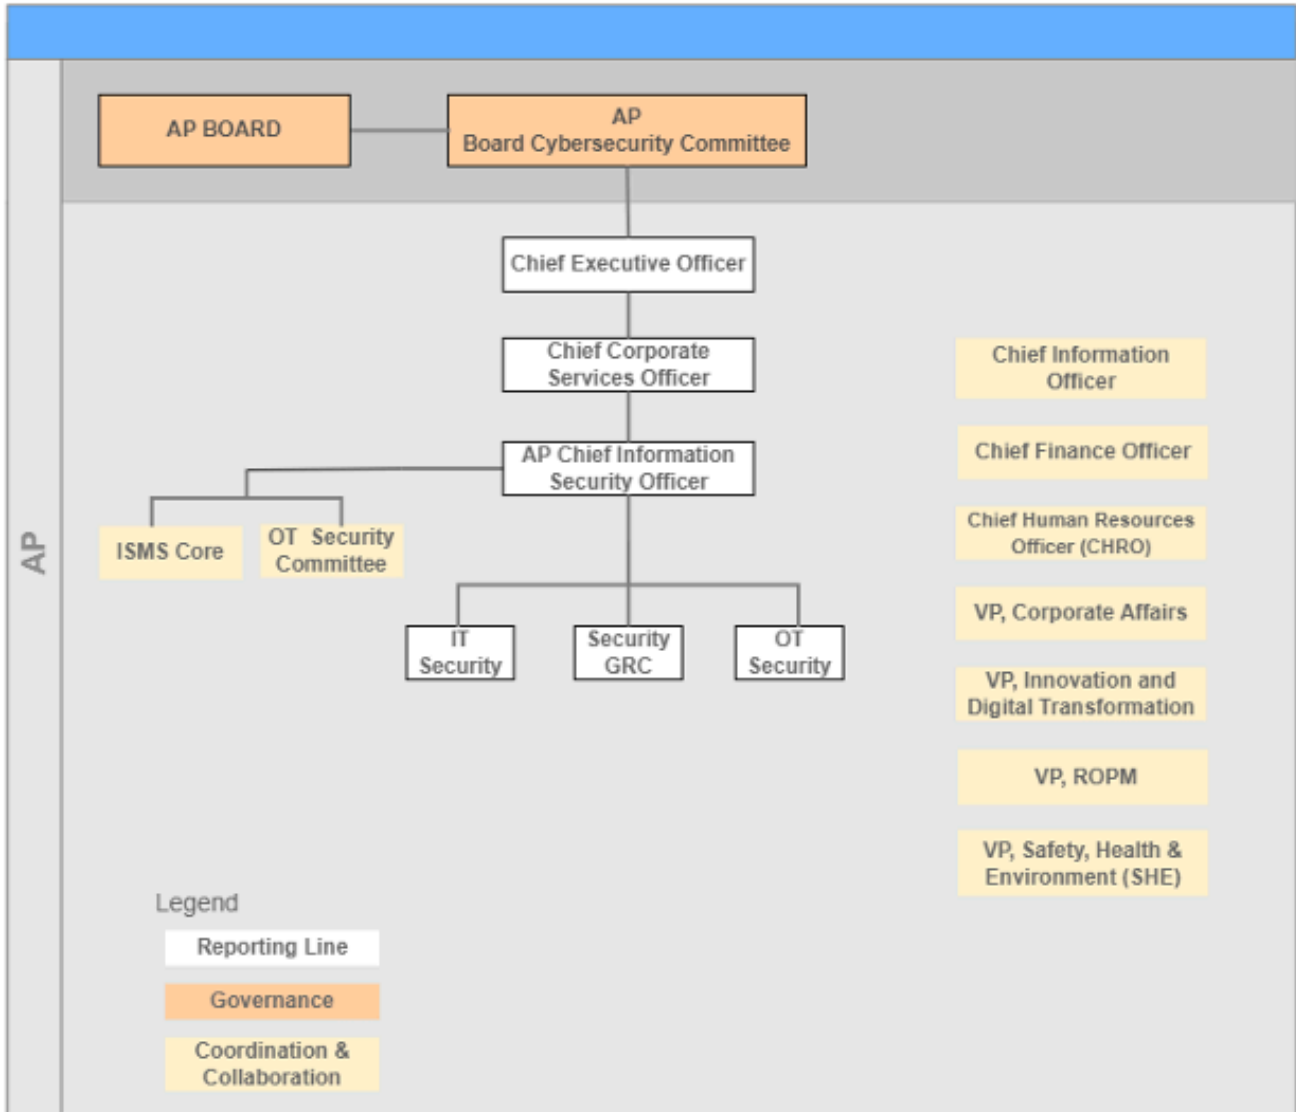 AP BOARD
AP
Board Cybersecurity Committee
Chief Executive Officer
Chief Corporate
Services Officer
AP Chief Information
Security Officer
ISMS Core
OT Security
Committee
IT
Security
Security
GRC
OT
Security
Chief Information
Officer
Chief Finance Officer
Chief Human Resources
Officer (CHRO)
VP, Corporate Affairs
VP, Innovation and
Digital Transformation
VP, ROPM
VP, Safety, Health &
Environment (SHE)
AP
Legend
Reporting Line
Governance
Coordination &
Collaboration